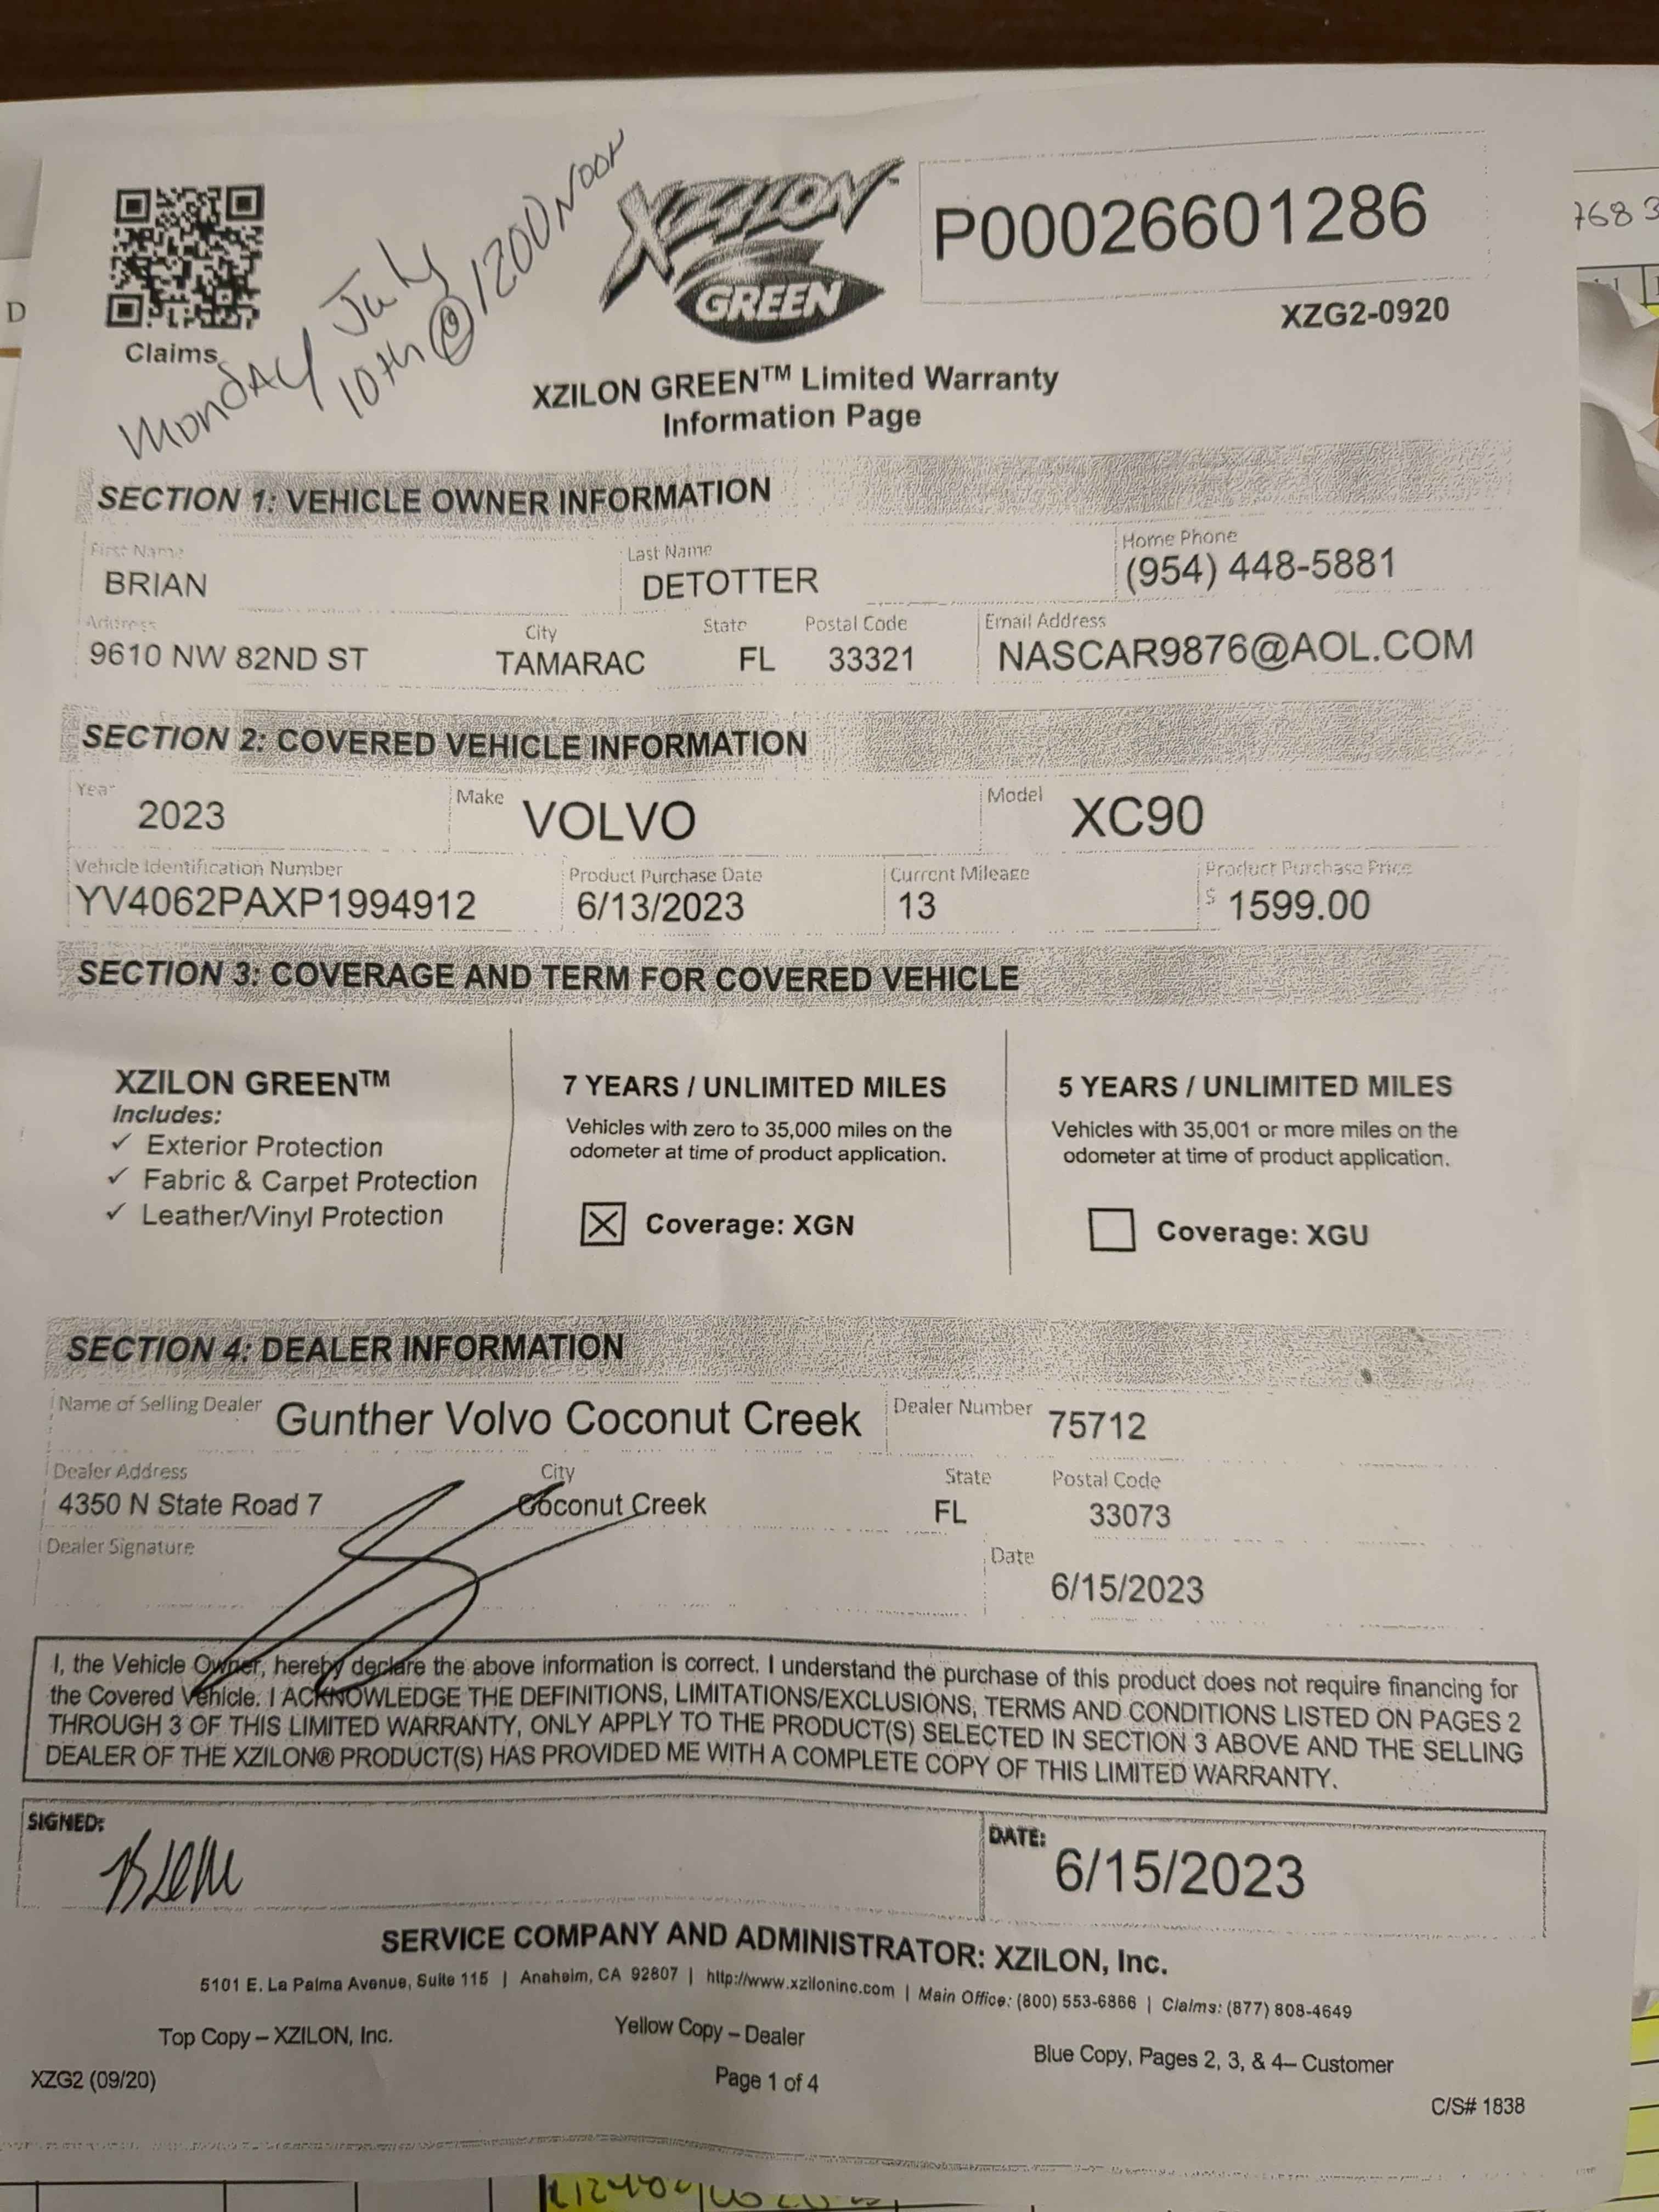 Monday July
10th @ 1200 Noon
Claims
XZILON
GREEN
P00026601286
XZG2-0920
7683
D
XZILON GREEN™ Limited Warranty
Information Page
SECTION 1: VEHICLE OWNER INFORMATION
First Name Last Name Home Phone
BRIAN DETOTTER (954) 448-5881
Address City State Postal Code Email Address
9610 NW 82ND ST TAMARAC FL 33321 NASCAR9876@AOL.COM
SECTION 2: COVERED VEHICLE INFORMATION
Year Make Model
2023 VOLVO XC90
Vehicle Identification Number Product Purchase Date Current Mileage Product Purchase Price
YV4062PAXP1994912 6/13/2023 13 $ 1599.00
SECTION 3: COVERAGE AND TERM FOR COVERED VEHICLE
XZILON GREEN™
Includes:
✓ Exterior Protection
✓ Fabric & Carpet Protection
✓ Leather/Vinyl Protection
7 YEARS / UNLIMITED MILES
Vehicles with zero to 35,000 miles on the
odometer at time of product application.
Coverage: XGN
5 YEARS / UNLIMITED MILES
Vehicles with 35,001 or more miles on the
odometer at time of product application.
Coverage: XGU
SECTION 4: DEALER INFORMATION
Name of Selling Dealer Gunther Volvo Coconut Creek Dealer Number 75712
Dealer Address City State Postal Code
4350 N State Road 7 Coconut Creek FL 33073
Dealer Signature Date
6/15/2023
I, the Vehicle Owner, hereby declare the above information is correct. I understand the purchase of this product does not require financing for
the Covered Vehicle. I ACKNOWLEDGE THE DEFINITIONS, LIMITATIONS/EXCLUSIONS, TERMS AND CONDITIONS LISTED ON PAGES 2
THROUGH 3 OF THIS LIMITED WARRANTY, ONLY APPLY TO THE PRODUCT(S) SELECTED IN SECTION 3 ABOVE AND THE SELLING
DEALER OF THE XZILON® PRODUCT(S) HAS PROVIDED ME WITH A COMPLETE COPY OF THIS LIMITED WARRANTY.
SIGNED: DATE:
6/15/2023
SERVICE COMPANY AND ADMINISTRATOR: XZILON, Inc.
5101 E. La Palma Avenue, Suite 115 | Anaheim, CA 92807 | http://www.xziloninc.com | Main Office: (800) 553-6866 | Claims: (877) 808-4649
Top Copy – XZILON, Inc. Yellow Copy – Dealer Blue Copy, Pages 2, 3, & 4– Customer
XZG2 (09/20) Page 1 of 4
C/S# 1838